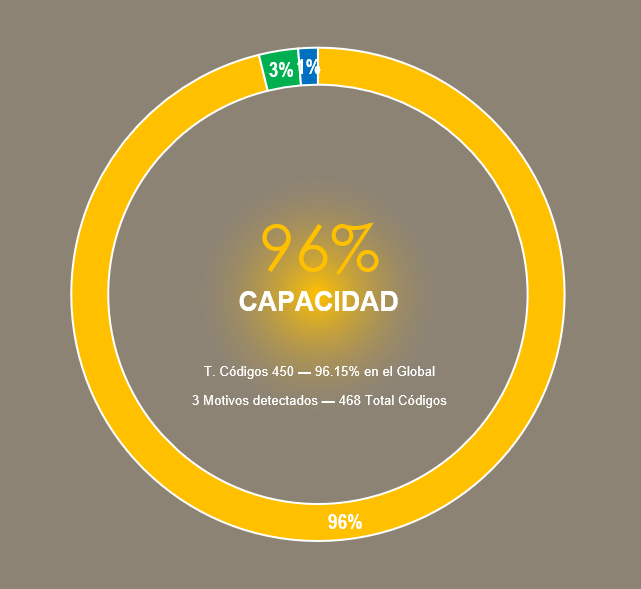 3%
1%
96%
CAPACIDAD
T. Códigos 450 — 96.15% en el Global
3 Motivos detectados — 468 Total Códigos
96%